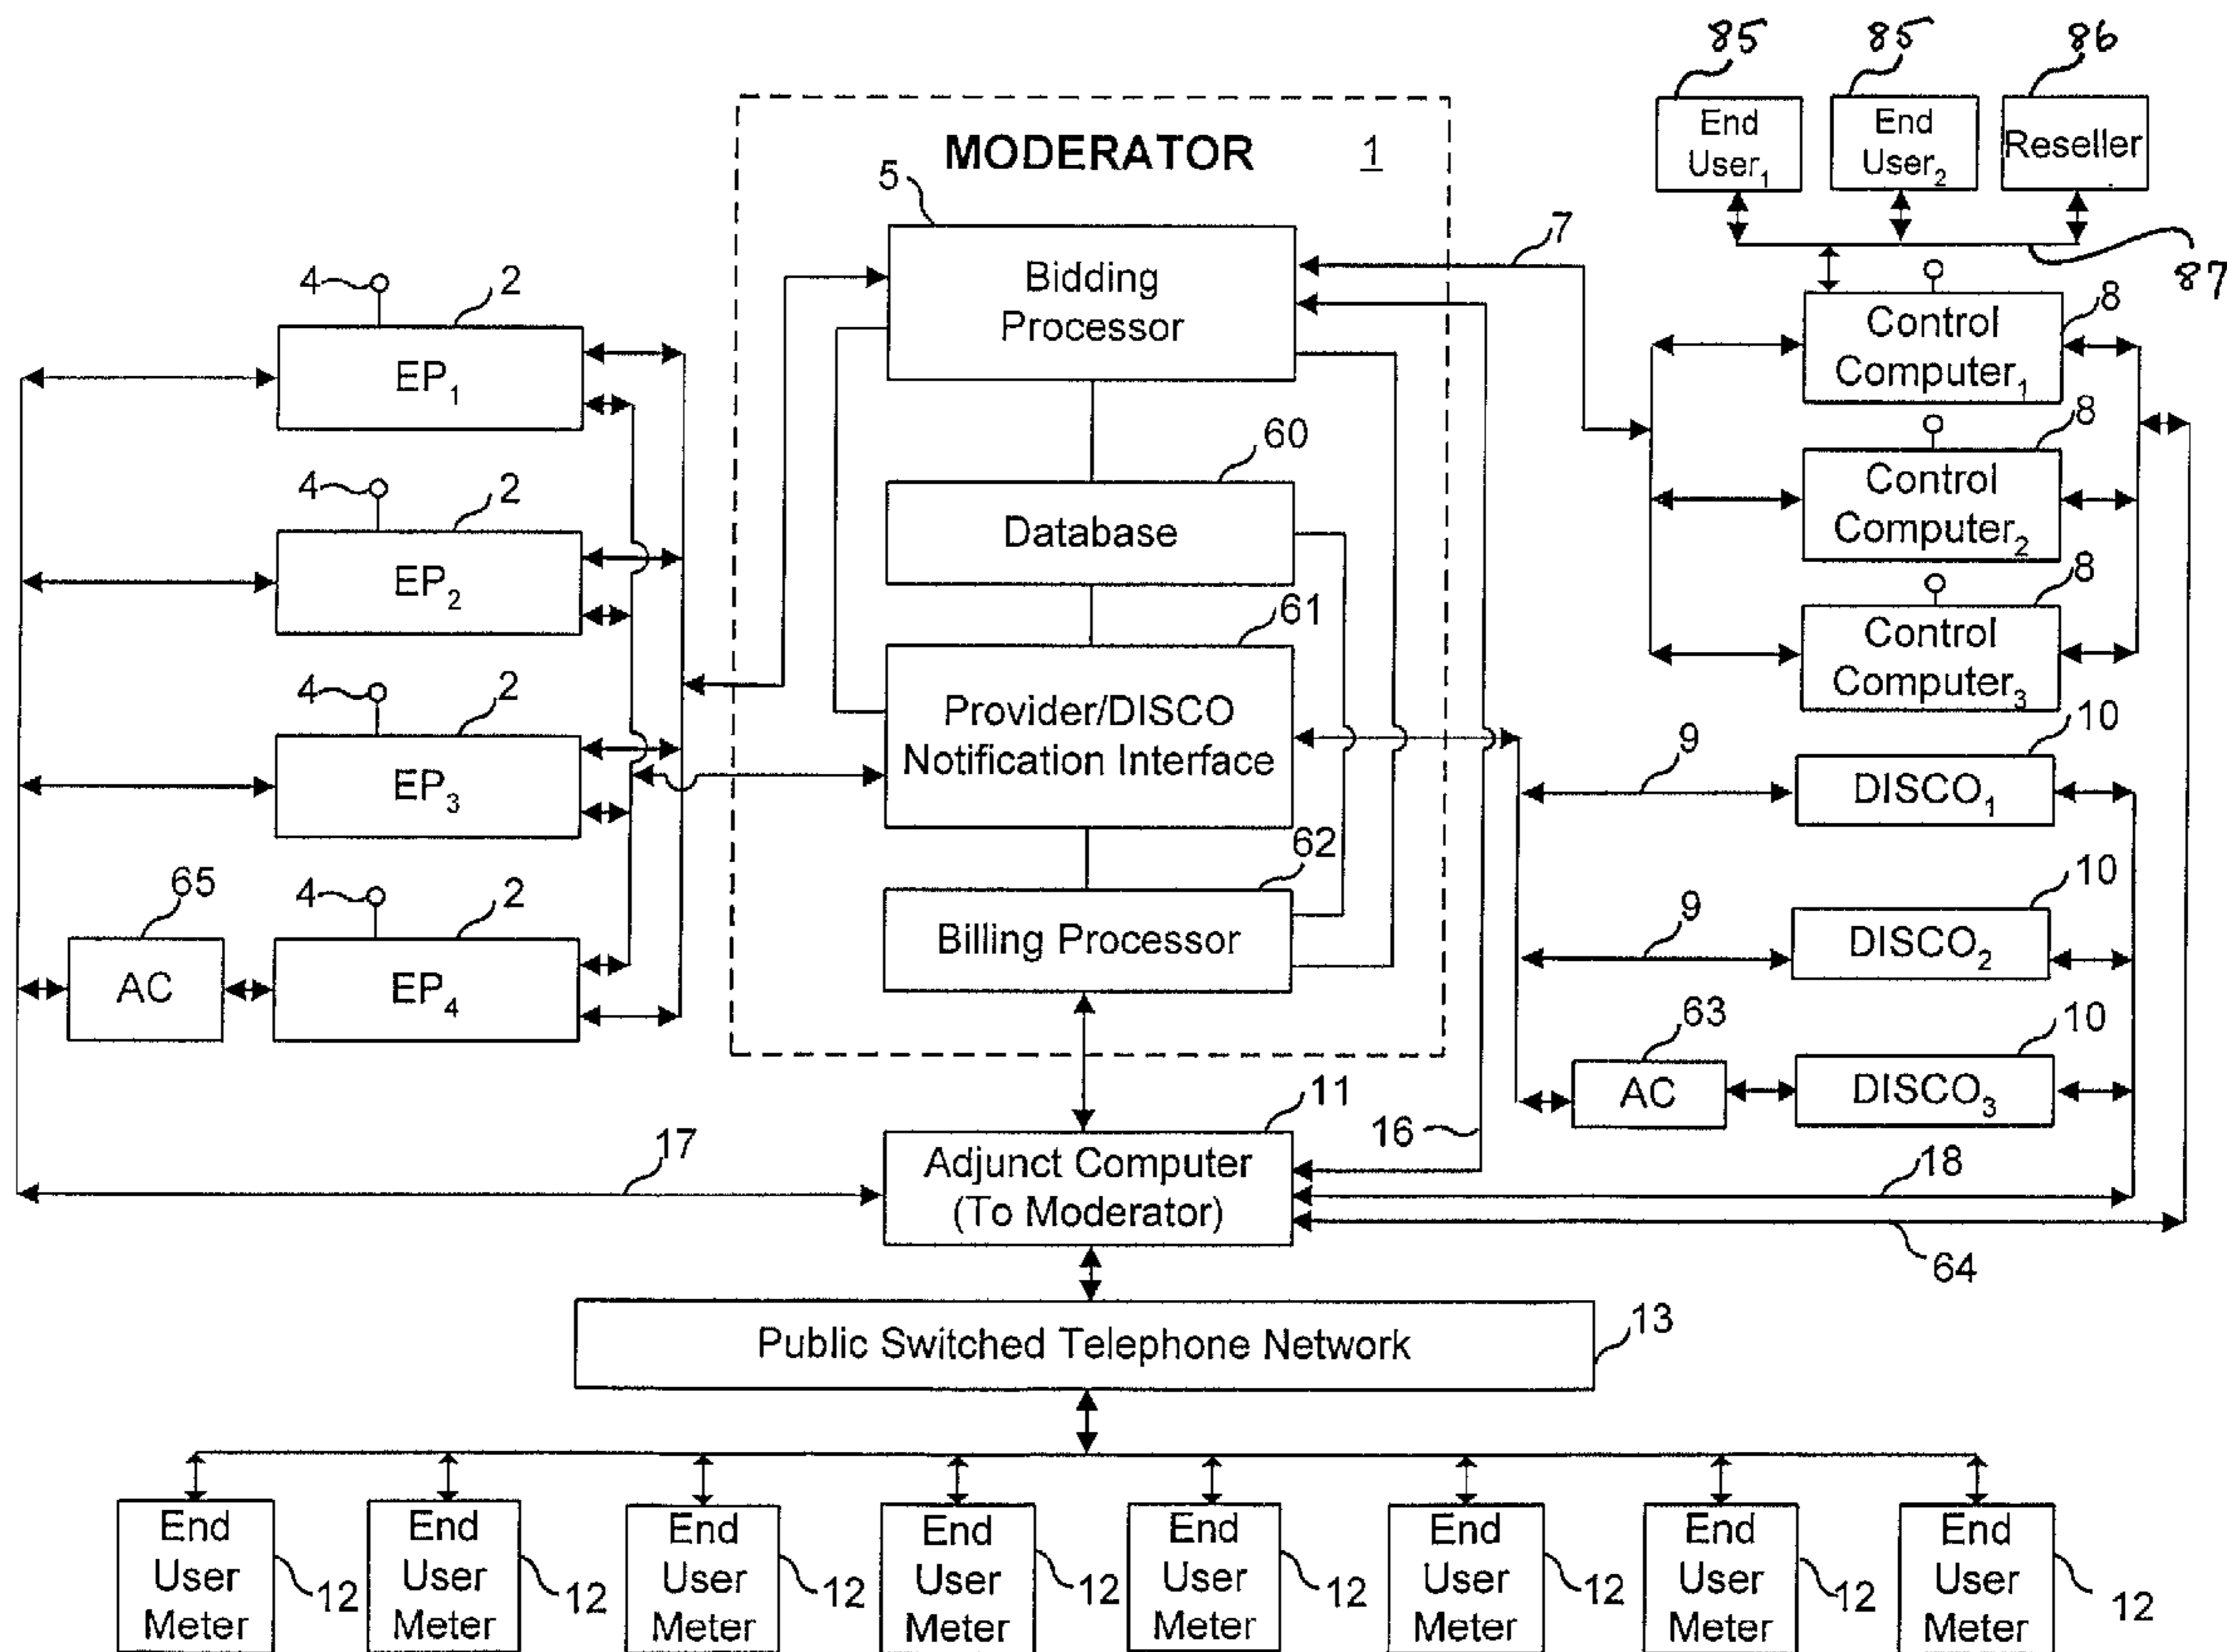 85 85 86
End User₁
End User₂
Reseller
87
MODERATOR 1
5
Bidding Processor
7
4 2
EP₁
4 2
EP₂
4 2
EP₃
65
AC
4 2
EP₄
60
Database
61
Provider/DISCO
Notification Interface
62
Billing Processor
8
Control
Computer₁
8
Control
Computer₂
8
Control
Computer₃
9
10
DISCO₁
9
10
DISCO₂
63
AC
10
DISCO₃
16
17
11
Adjunct Computer
(To Moderator)
18
64
Public Switched Telephone Network
13
End User Meter 12
End User Meter 12
End User Meter 12
End User Meter 12
End User Meter 12
End User Meter 12
End User Meter 12
End User Meter 12